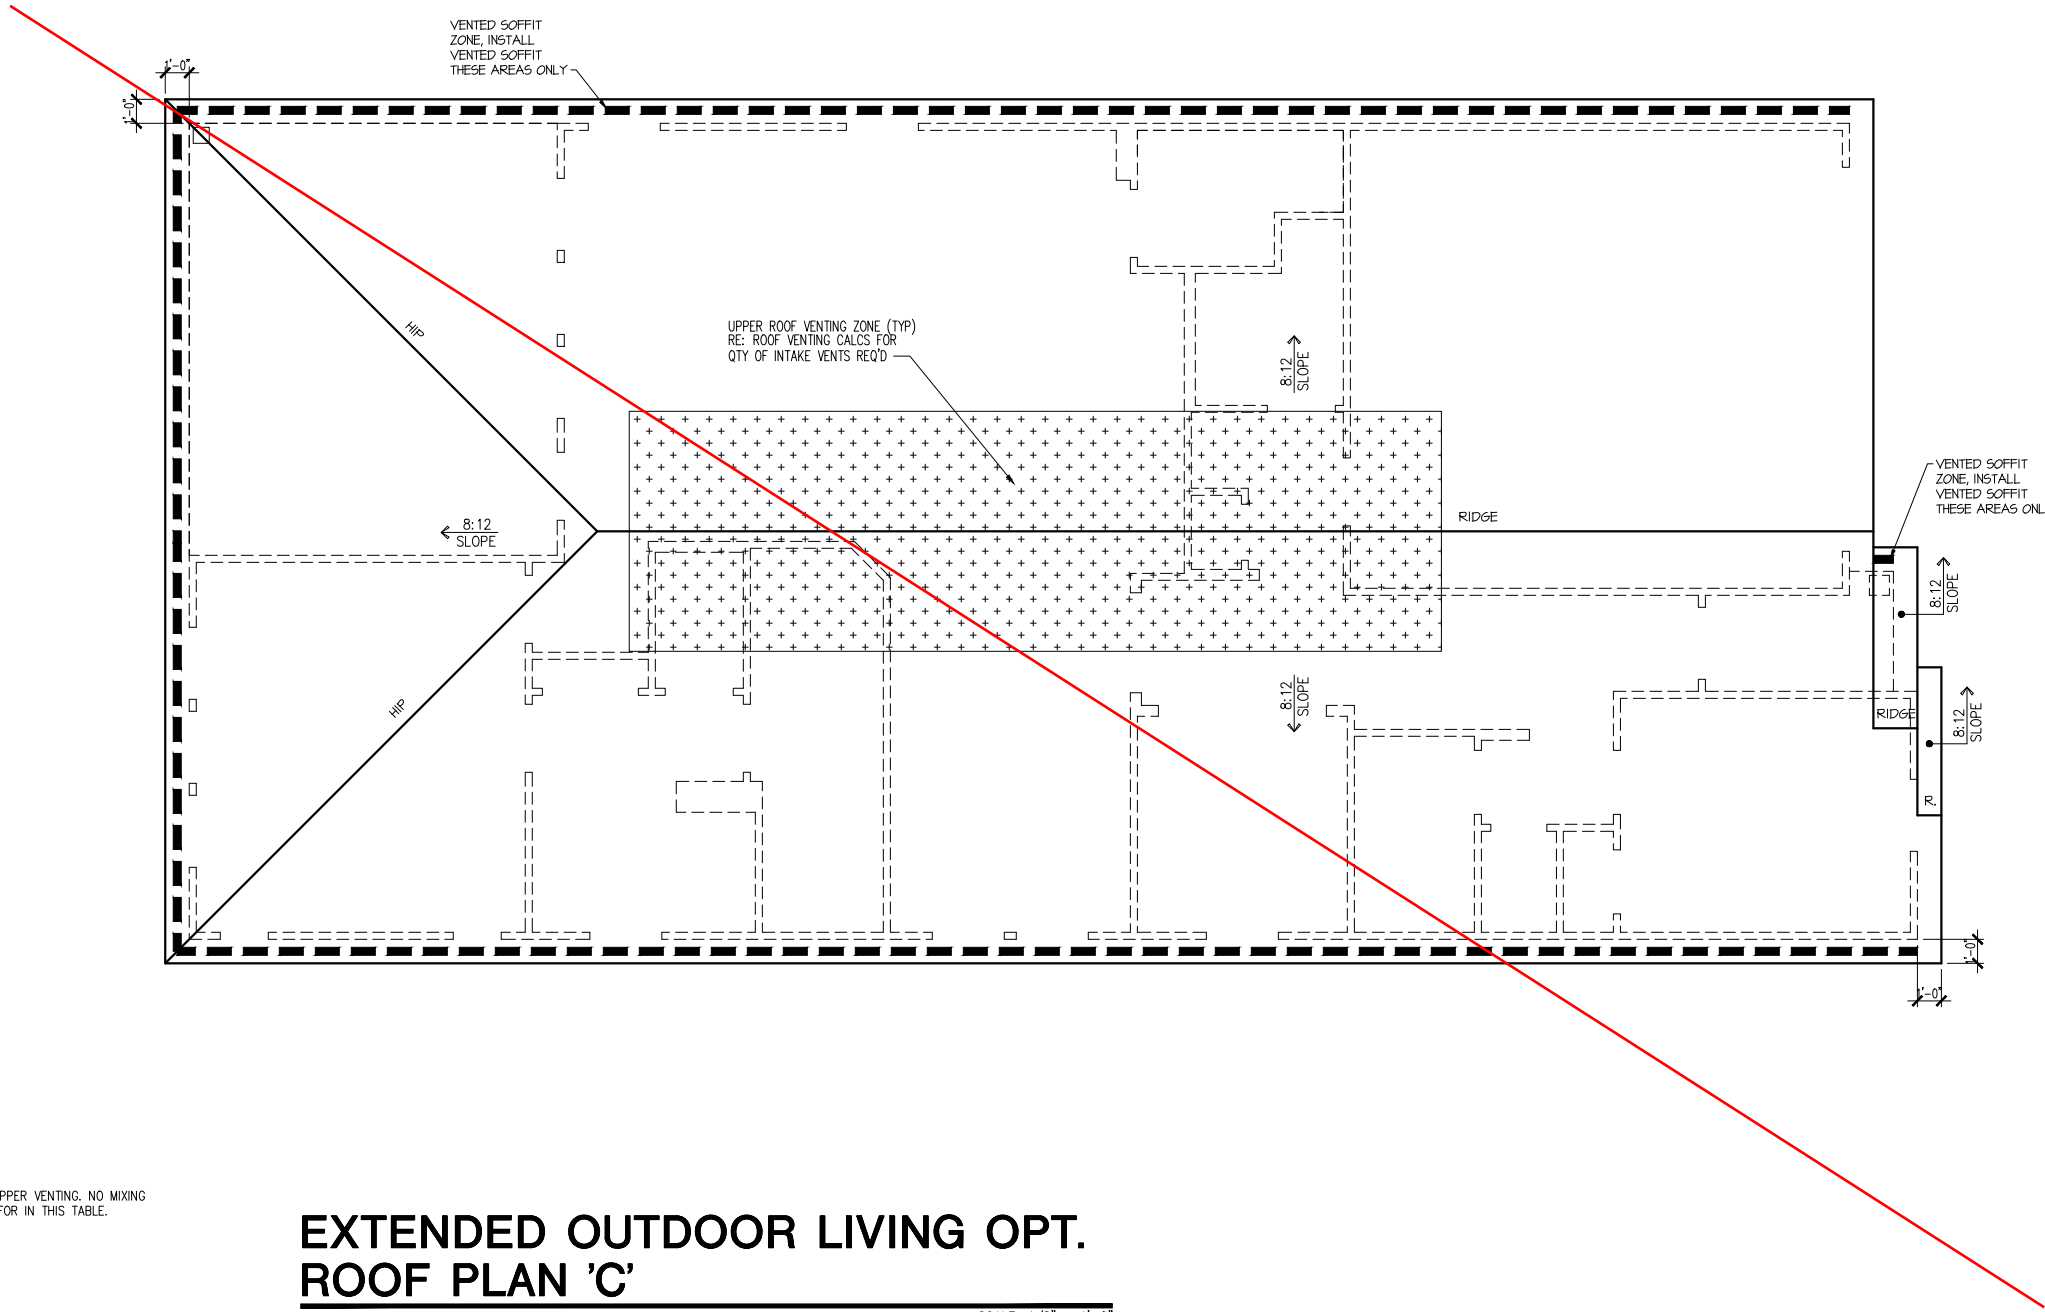 VENTED SOFFIT
ZONE, INSTALL
VENTED SOFFIT
THESE AREAS ONLY
1'-0"
1'-0"
HIP
UPPER ROOF VENTING ZONE (TYP)
RE: ROOF VENTING CALCS FOR
QTY OF INTAKE VENTS REQ'D
8:12
SLOPE
VENTED SOFFIT
ZONE, INSTALL
VENTED SOFFIT
THESE AREAS ONL
RIDGE
8:12
SLOPE
8:12
SLOPE
HIP
8:12
SLOPE
RIDGE
8:12
SLOPE
R.
1'-0"
1'-0"
PPER VENTING. NO MIXING
FOR IN THIS TABLE.
EXTENDED OUTDOOR LIVING OPT.
ROOF PLAN 'C'